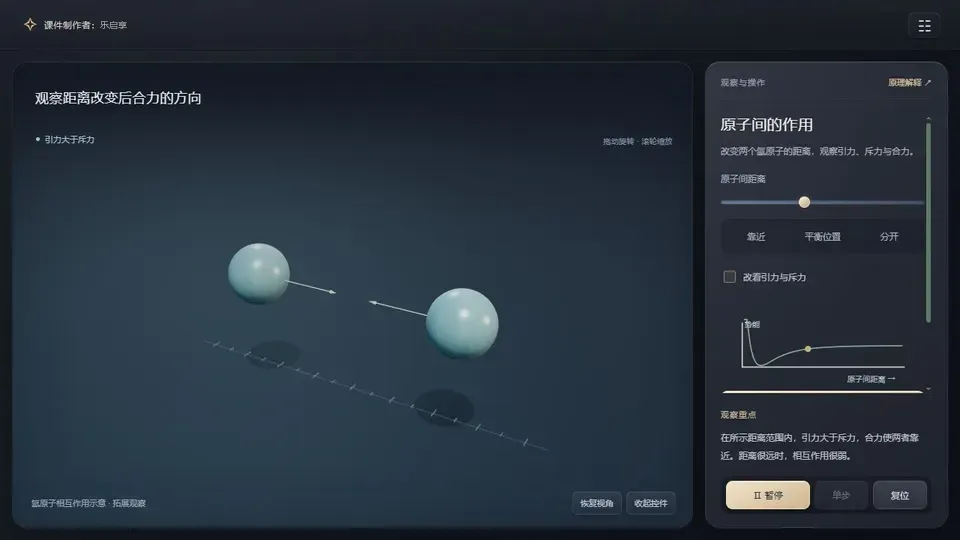 课件制作者：乐启享
观察距离改变后合力的方向
引力大于斥力
拖动旋转 · 滚轮缩放
氩原子相互作用示意 · 拓展观察
恢复视角
收起控件
观察与操作
原理解释 ↗
原子间的作用
改变两个氩原子的距离，观察引力、斥力与合力。
原子间距离
靠近
平衡位置
分开
改看引力与斥力
原子间距离 →
观察重点
在所示距离范围内，引力大于斥力，合力使两者靠
近。距离很远时，相互作用很弱。
暂停
单步
复位